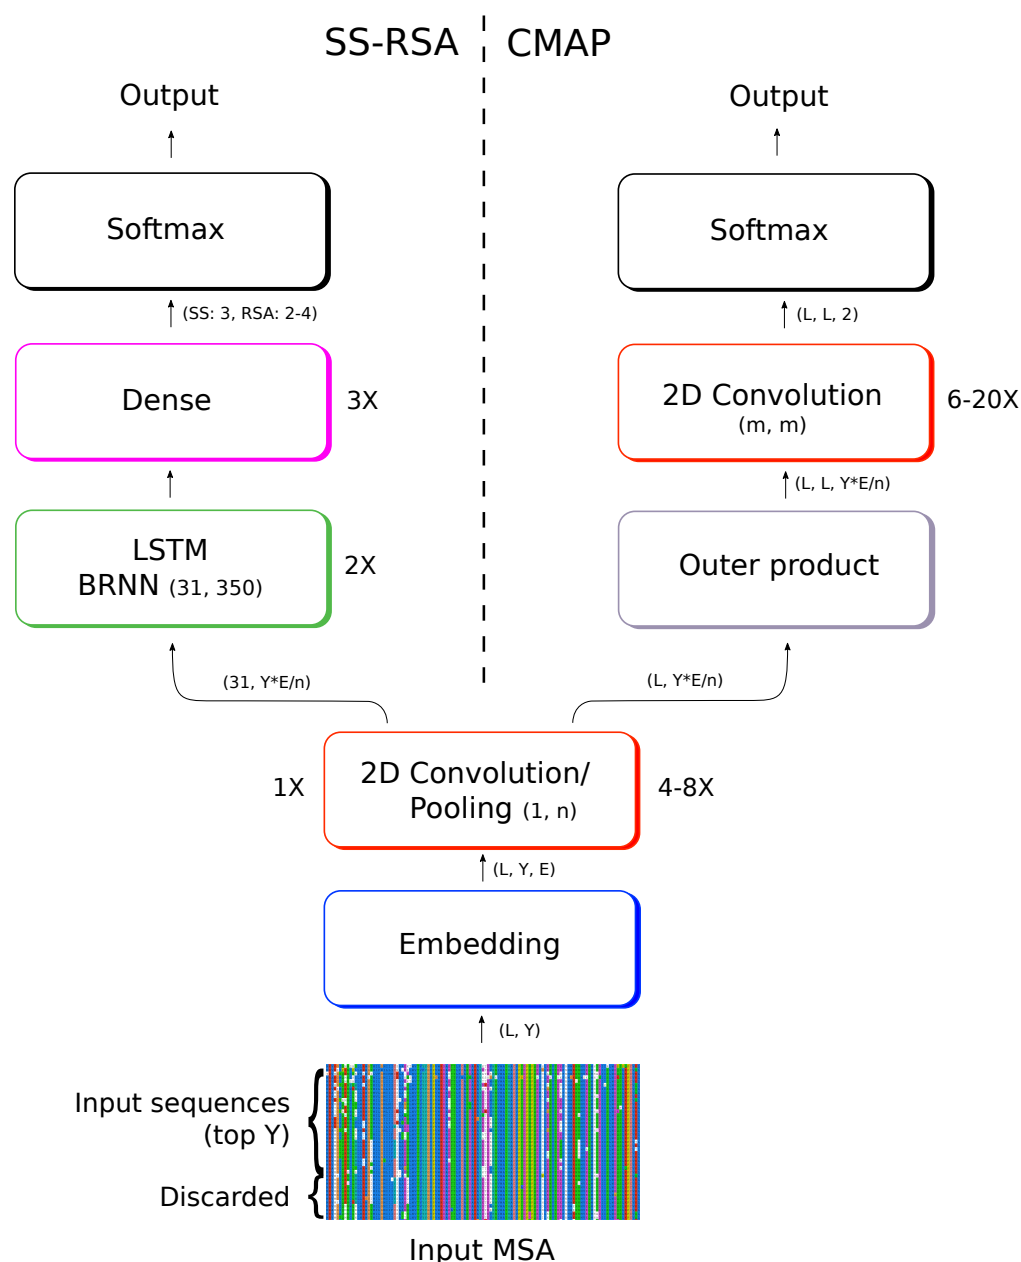 SS-RSA
CMAP
Output
Output
Softmax
Softmax
(SS: 3, RSA: 2-4)
(L, L, 2)
Dense
3X
2D Convolution
(m, m)
6-20X
(L, L, Y*E/n)
LSTM
BRNN (31, 350)
2X
Outer product
(31, Y*E/n)
(L, Y*E/n)
1X
2D Convolution/
Pooling (1, n)
4-8X
(L, Y, E)
Embedding
(L, Y)
Input sequences
(top Y)
Discarded
Input MSA